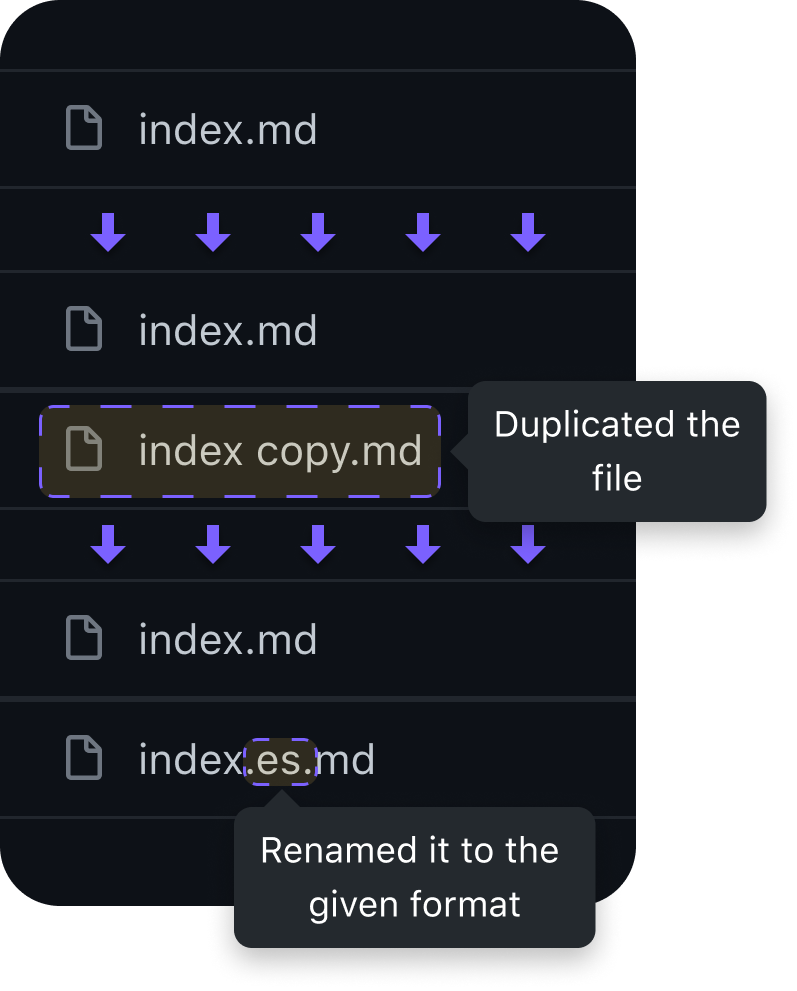 index.md
index.md
index copy.md
Duplicated the
file
index.md
index.es.md
Renamed it to the
given format